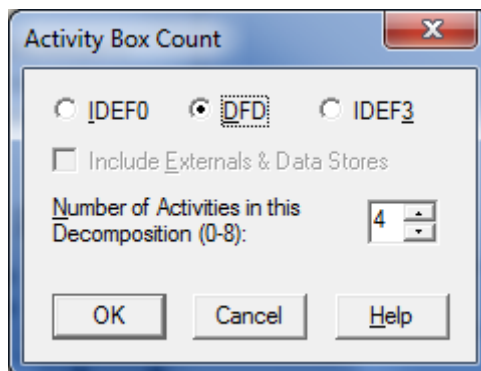 Activity Box Count
IDEF0 DFD IDEF3
Include Externals & Data Stores
Number of Activities in this
Decomposition (0-8):
4
OK Cancel Help